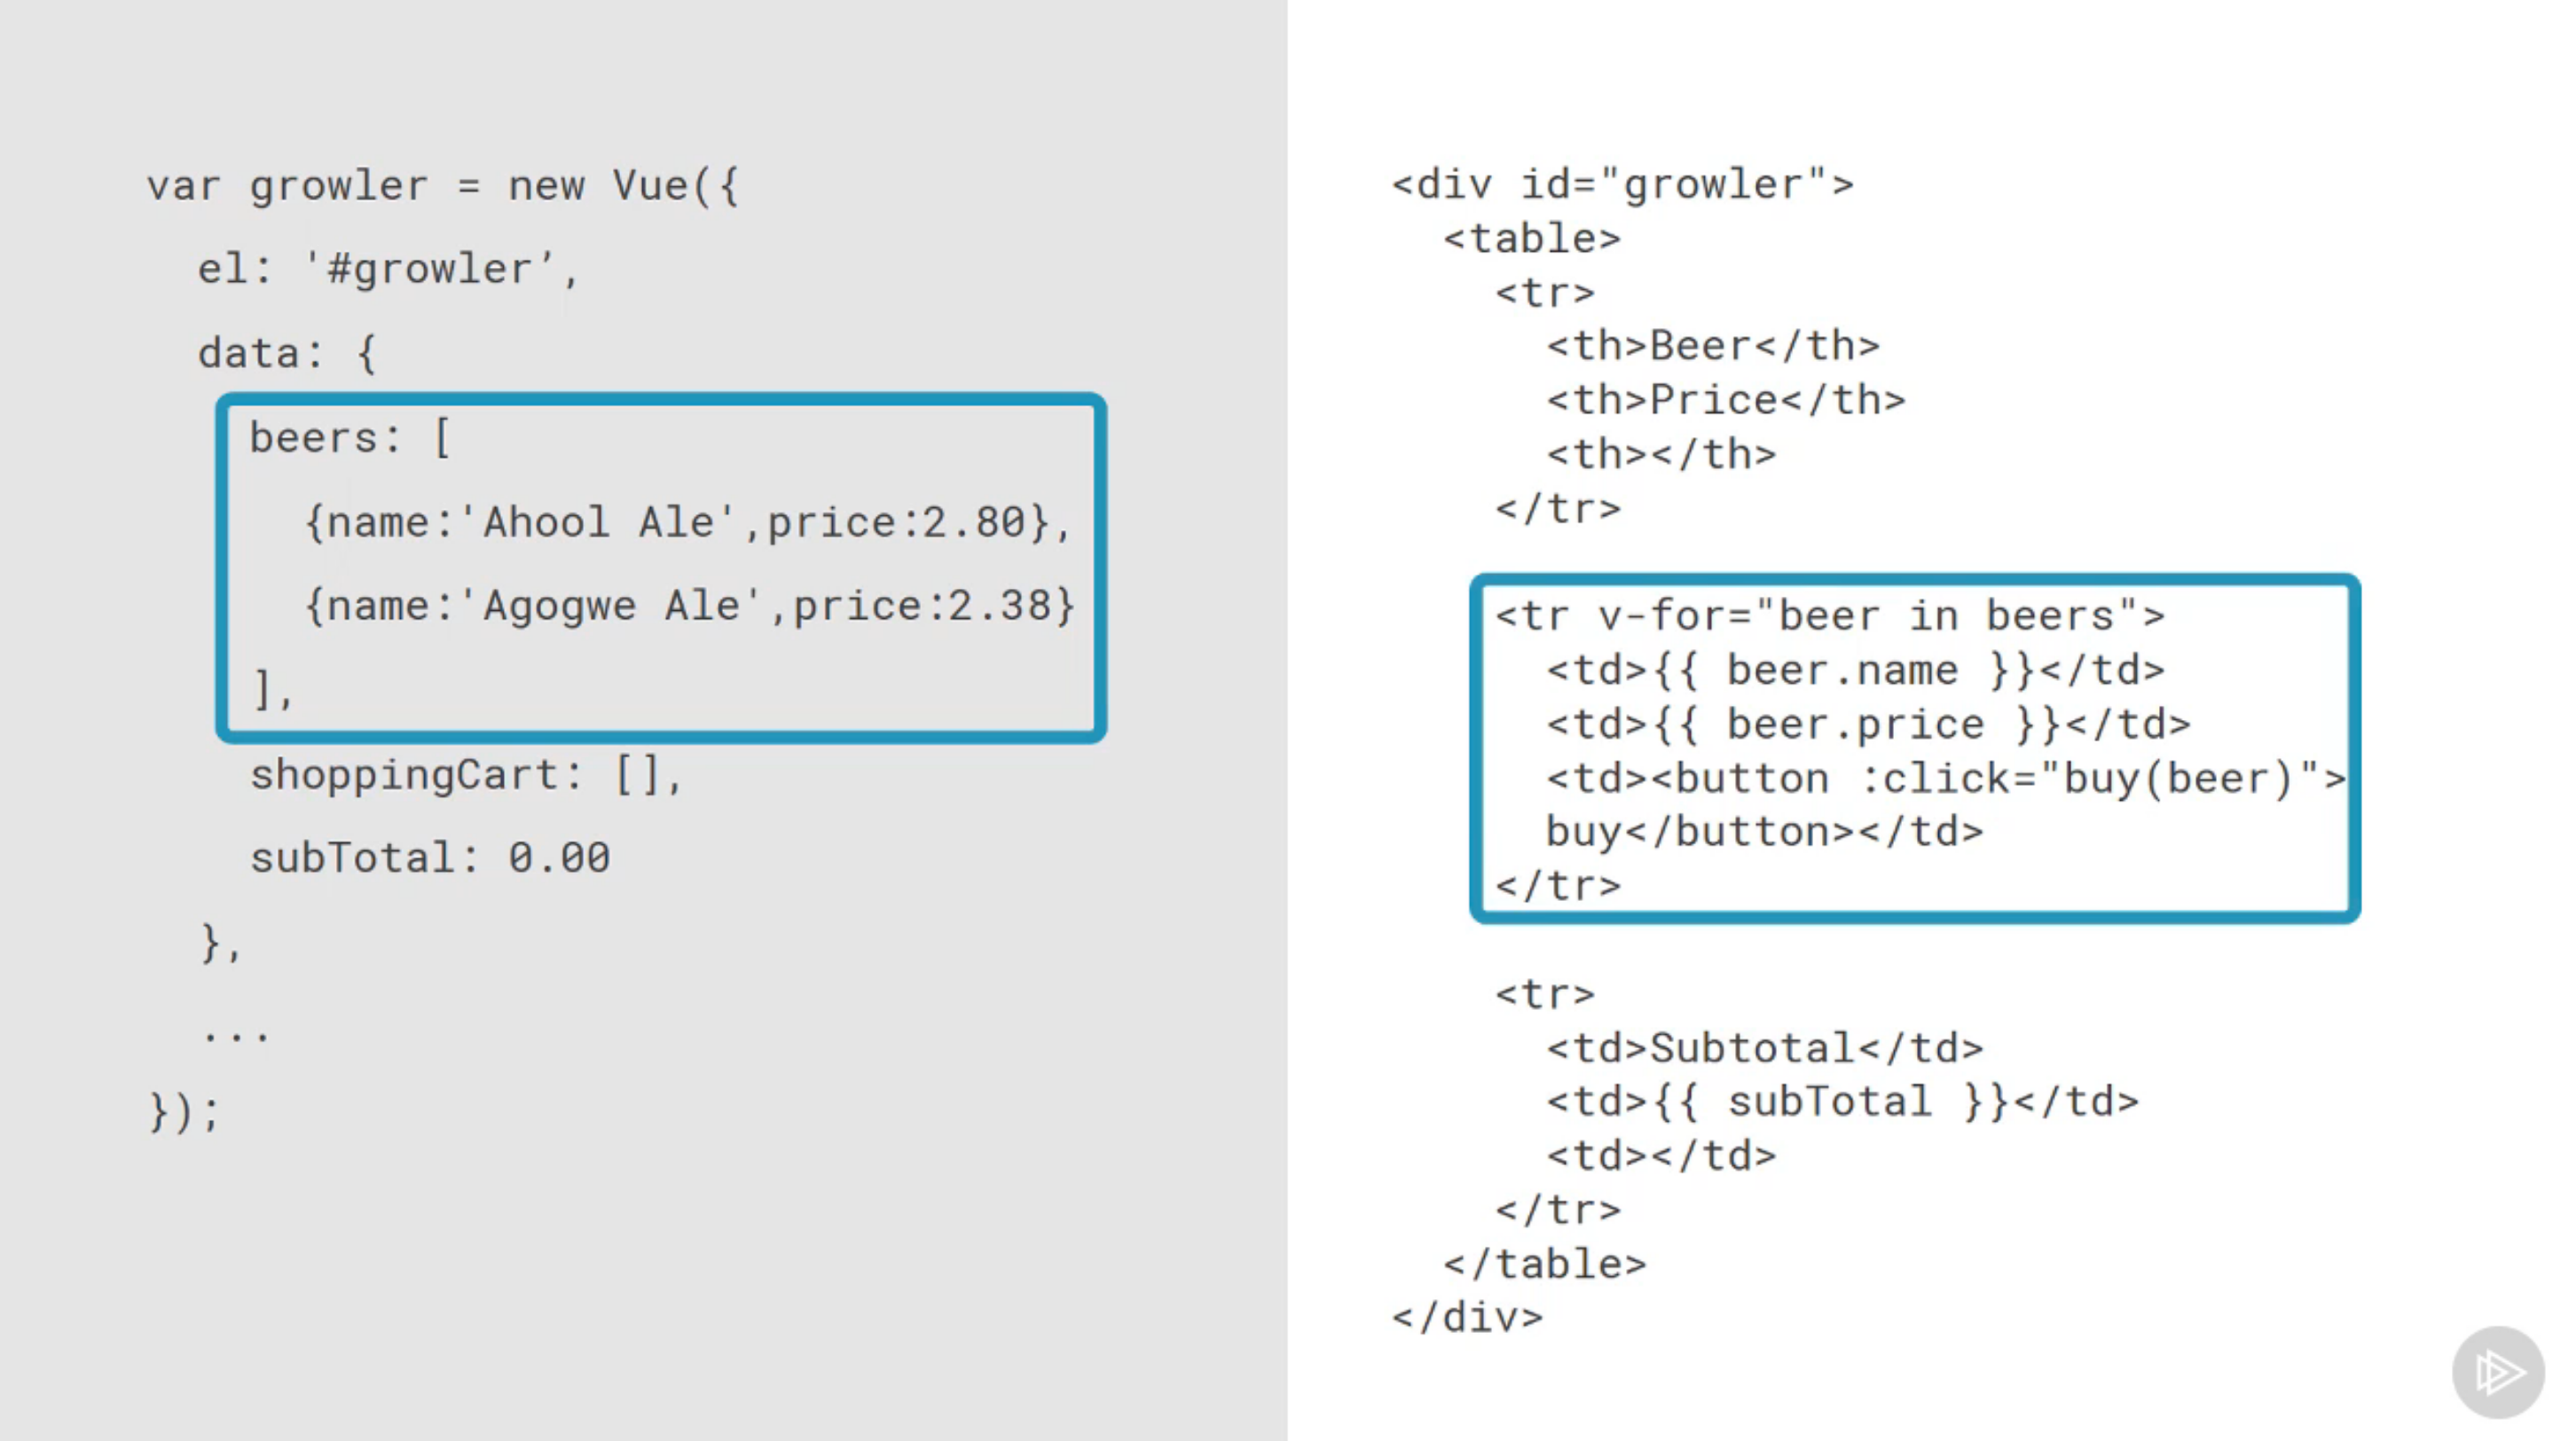 var growler = new Vue({
el: '#growler’,
data: {
beers: [
{name:'Ahool Ale',price:2.80},
{name:'Agogwe Ale',price:2.38}
],
shoppingCart: [],
subTotal: 0.00
},
...
});
<div id="growler">
<table>
<tr>
<th>Beer</th>
<th>Price</th>
<th></th>
</tr>
<tr v-for="beer in beers">
<td>{{ beer.name }}</td>
<td>{{ beer.price }}</td>
<td><button :click="buy(beer)">
buy</button></td>
</tr>
<tr>
<td>Subtotal</td>
<td>{{ subTotal }}</td>
<td></td>
</tr>
</table>
</div>